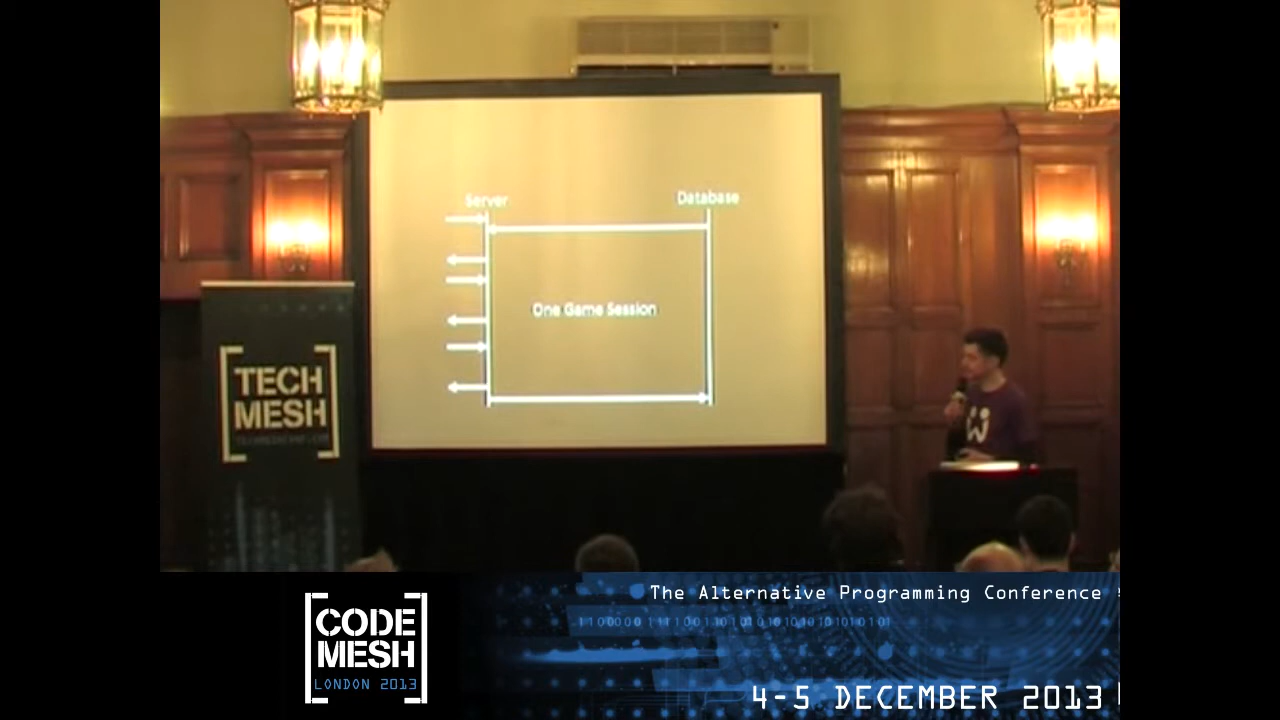 Server
Database
One Game Session
TECH
MESH
CODE
MESH
LONDON 2013
The Alternative Programming Conference
4-5 DECEMBER 2013